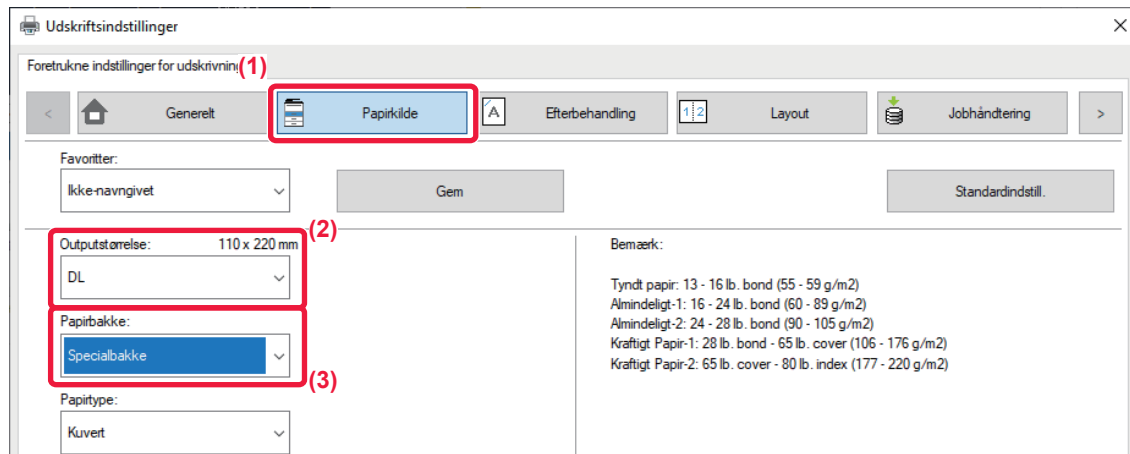 Udskriftsindstillinger
Foretrukne indstillinger for udskrivning
(1)
< Generelt Papirkilde Efterbehandling Layout Jobhåndtering >
Favoritter:
Ikke-navngivet Gem Standardindstill.
(2)
Outputstørrelse: 110 x 220 mm
DL
Papirbakke:
Specialbakke
(3)
Papirtype:
Kuvert
Bemærk:
Tyndt papir: 13 - 16 lb. bond (55 - 59 g/m2)
Almindeligt-1: 16 - 24 lb. bond (60 - 89 g/m2)
Almindeligt-2: 24 - 28 lb. bond (90 - 105 g/m2)
Kraftigt Papir-1: 28 lb. bond - 65 lb. cover (106 - 176 g/m2)
Kraftigt Papir-2: 65 lb. cover - 80 lb. index (177 - 220 g/m2)